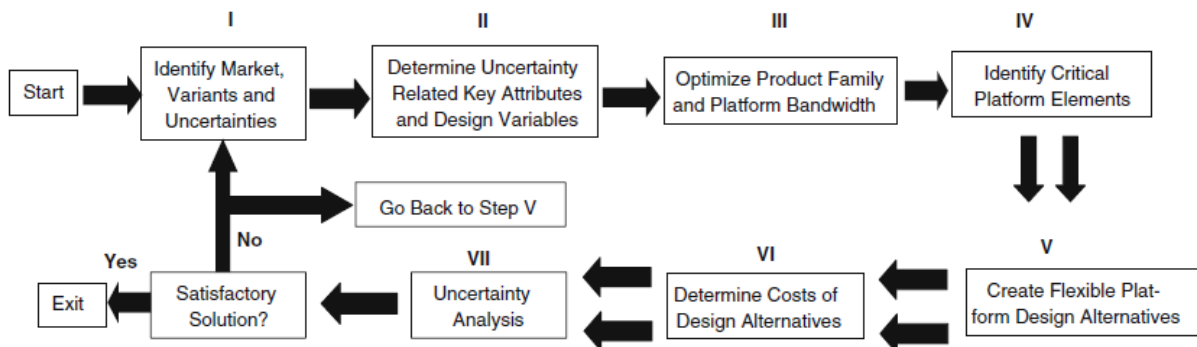 I
II
III
IV
Start
Identify Market,
Variants and
Uncertainties
Determine Uncertainty
Related Key Attributes
and Design Variables
Optimize Product Family
and Platform Bandwidth
Identify Critical
Platform Elements
Go Back to Step V
No
Yes
VII
VI
V
Exit
Satisfactory
Solution?
Uncertainty
Analysis
Determine Costs of
Design Alternatives
Create Flexible Plat-
form Design Alternatives